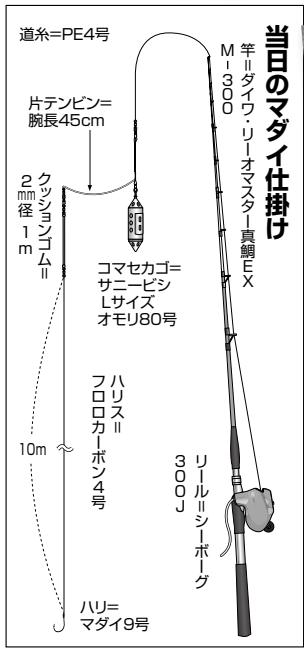 当日のマダイ仕掛け
竿=ダイワ・リーオマスター真鯛EX
M-300
道糸=PE4号
片テンビン=
腕長45cm
クッションゴム=
2mm径1m
コマセカゴ=
サニービシ
Lサイズ
オモリ80号
ハリス=
フロロカーボン4号
10m
リール=シーボーグ
300J
ハリ=
マダイ9号